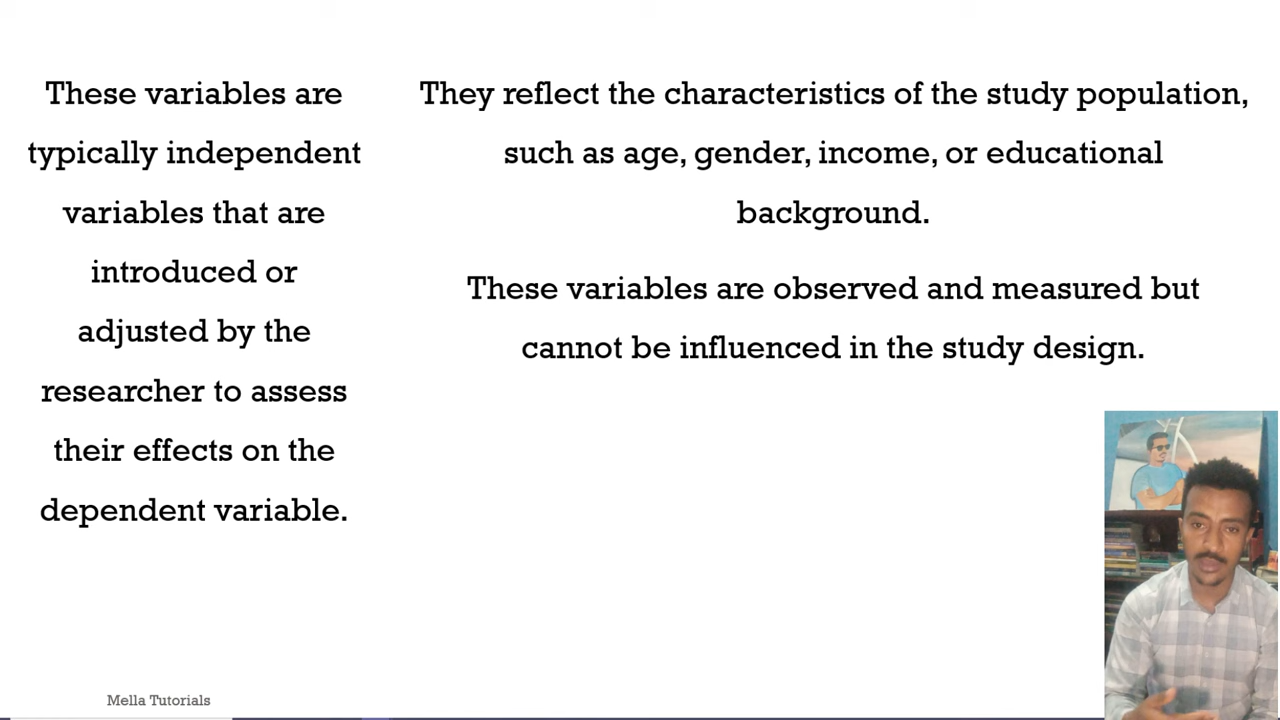 These variables are
typically independent
variables that are
introduced or
adjusted by the
researcher to assess
their effects on the
dependent variable.
They reflect the characteristics of the study population,
such as age, gender, income, or educational
background.
These variables are observed and measured but
cannot be influenced in the study design.
Mella Tutorials